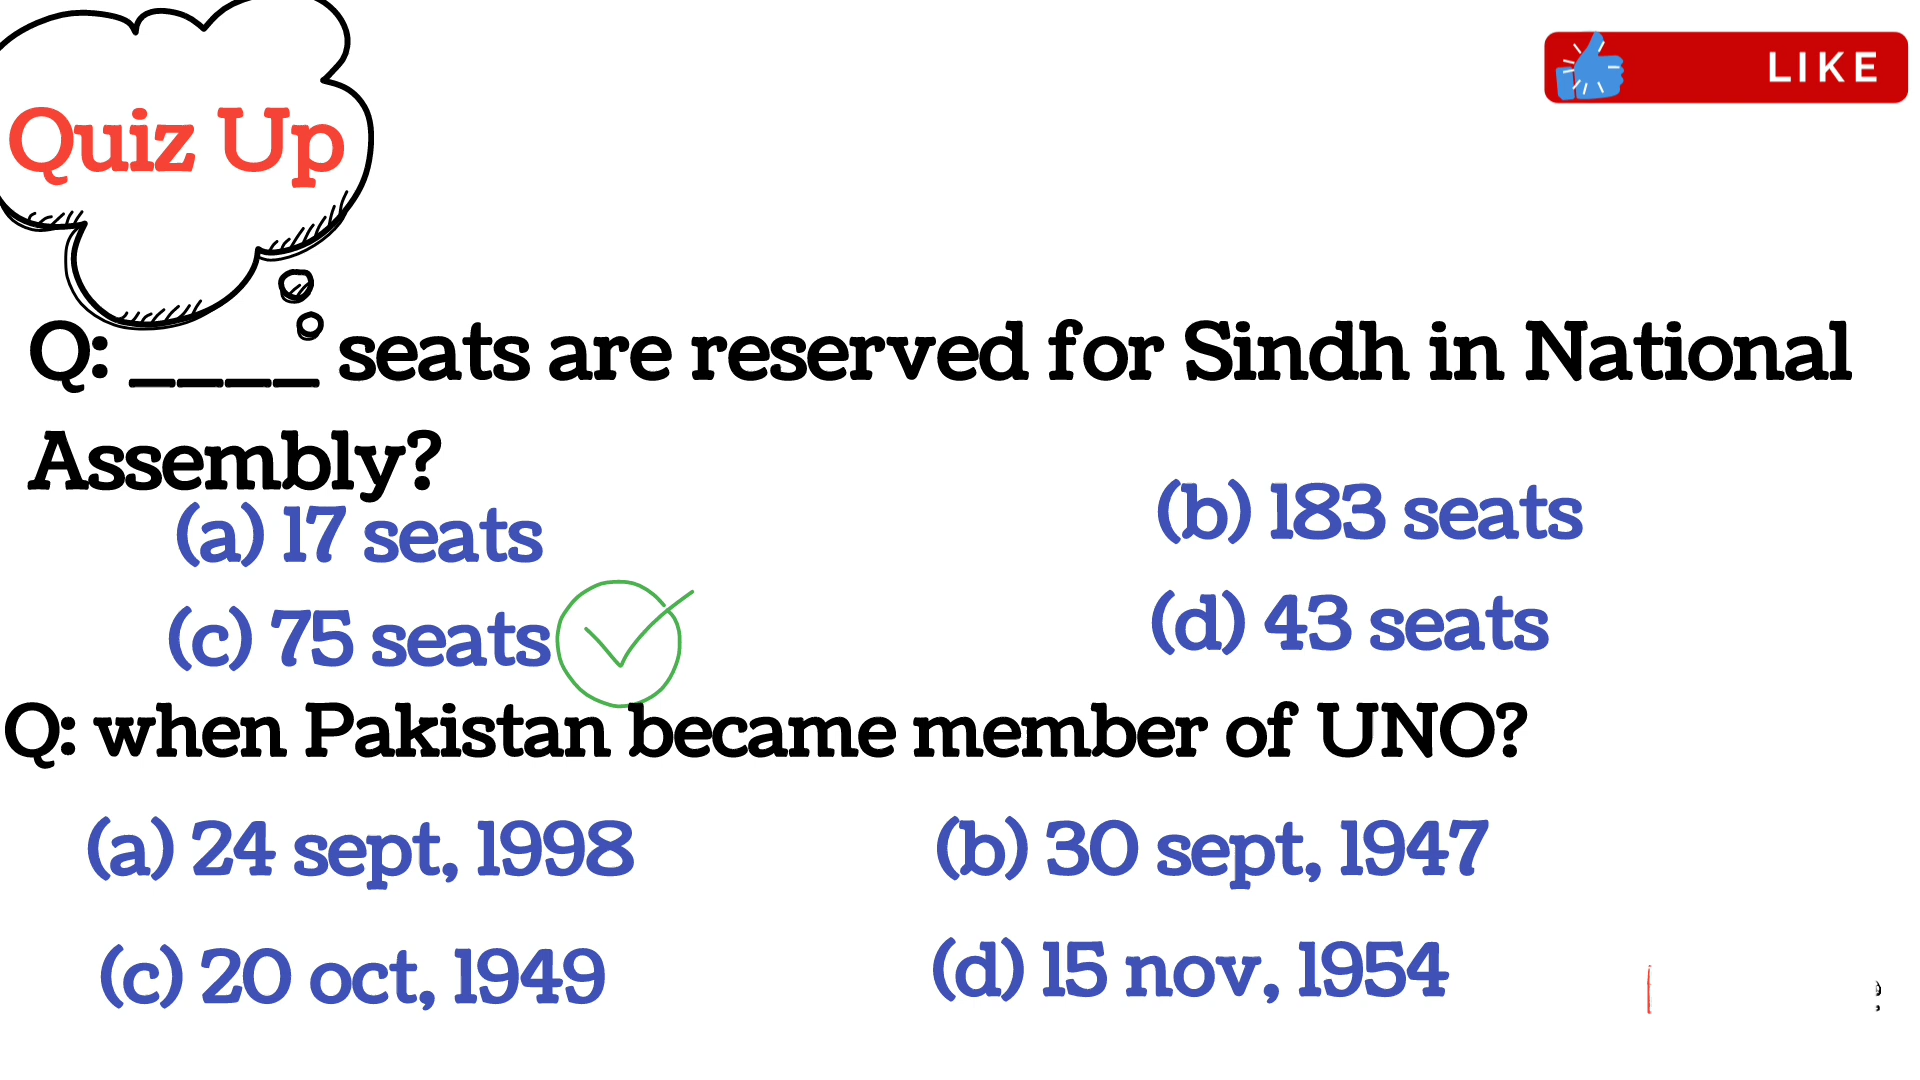 Quiz Up
LIKE
Q: ____ seats are reserved for Sindh in National
Assembly?
(a) 17 seats
(b) 183 seats
(c) 75 seats
(d) 43 seats
Q: when Pakistan became member of UNO?
(a) 24 sept, 1998
(b) 30 sept, 1947
(c) 20 oct, 1949
(d) 15 nov, 1954